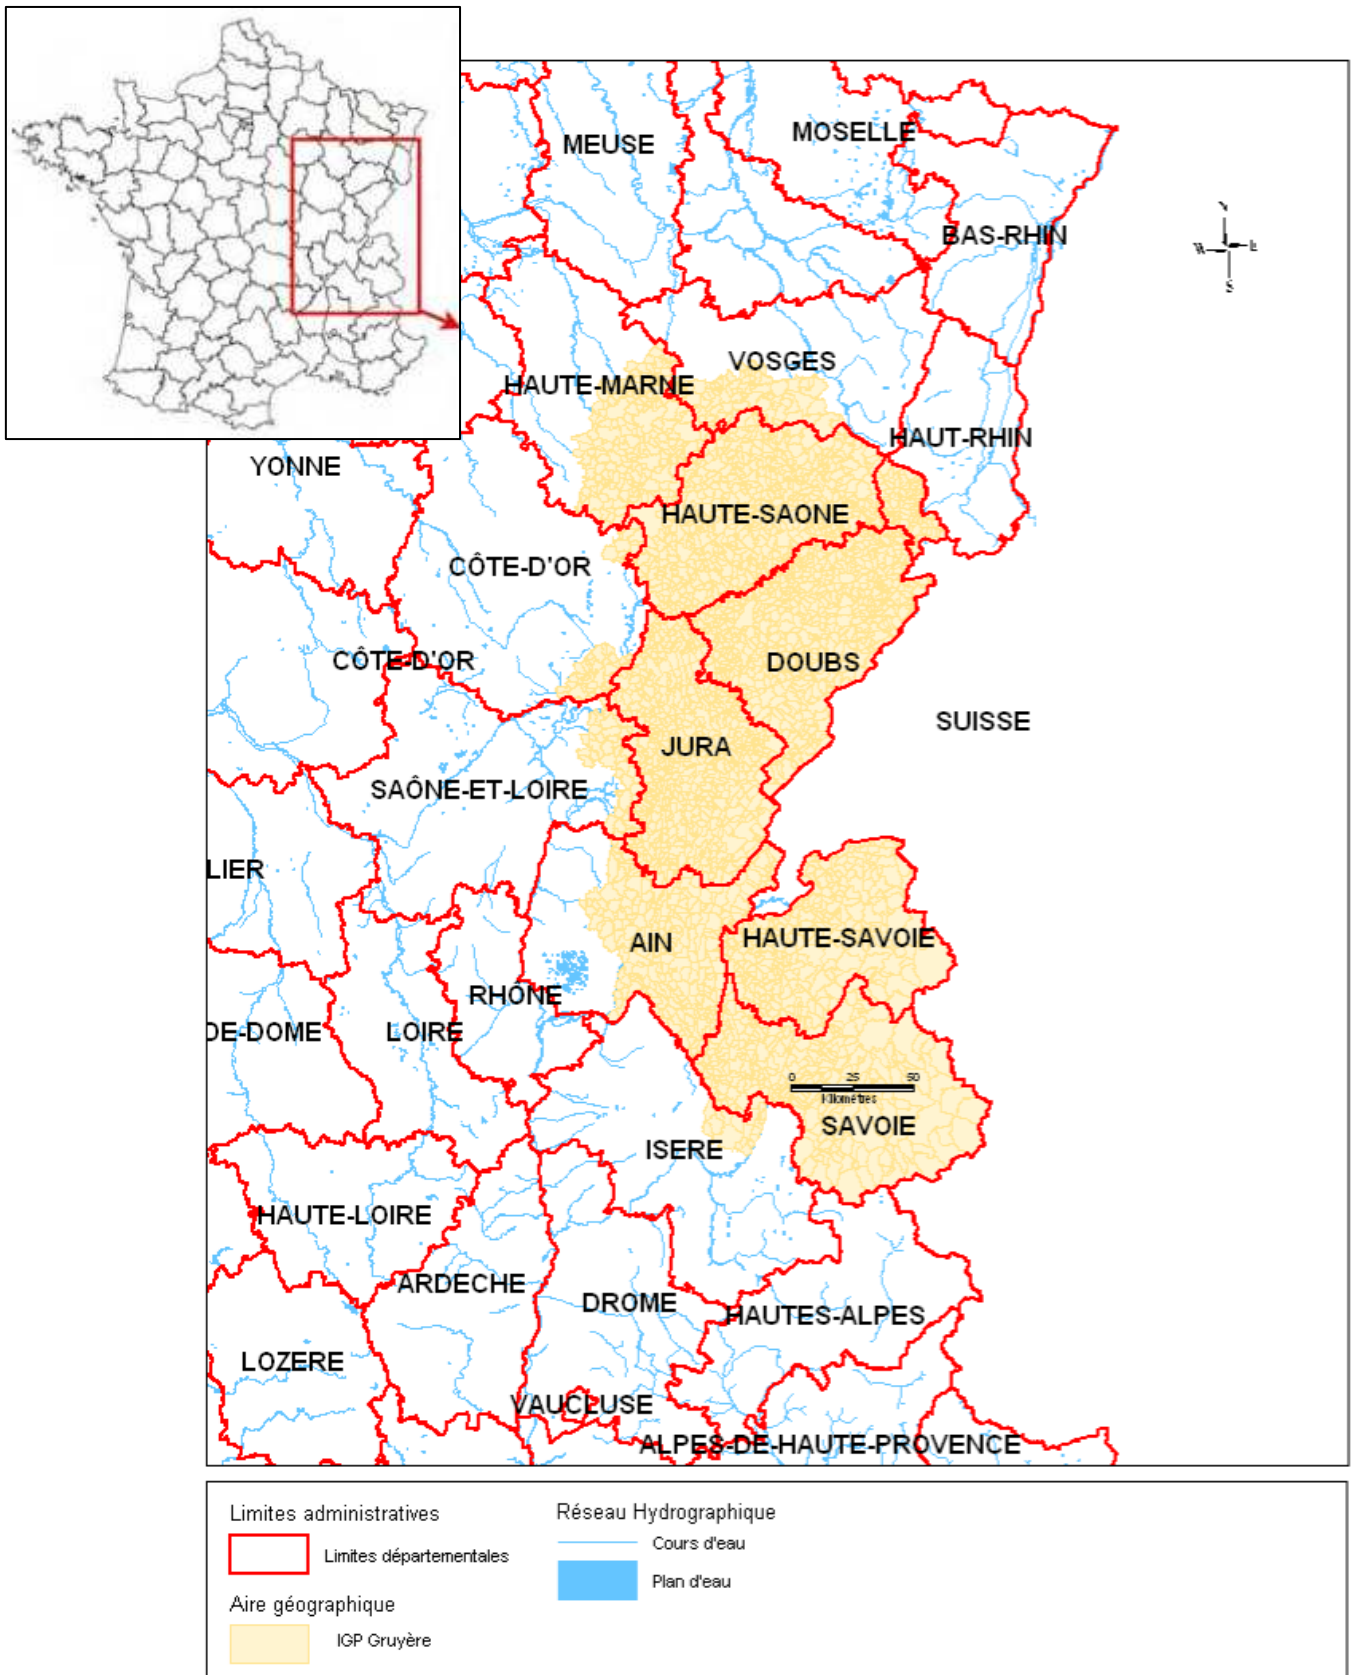 MEUSE
MOSELLE
BAS-RHIN
N
W E
S
VOSGES
HAUTE-MARNE
HAUT-RHIN
YONNE
HAUTE-SAONE
CÔTE-D'OR
CÔTE-D'OR
DOUBS
SUISSE
JURA
SAÔNE-ET-LOIRE
LIER
AIN
HAUTE-SAVOIE
RHÔNE
DE-DOME
LOIRE
0 25 50
Kilomètres
SAVOIE
ISERE
HAUTE-LOIRE
ARDECHE
DROME
HAUTES-ALPES
LOZERE
VAUCLUSE
ALPES-DE-HAUTE-PROVENCE
Limites administratives
Limites départementales
Aire géographique
IGP Gruyère
Réseau Hydrographique
Cours d'eau
Plan d'eau